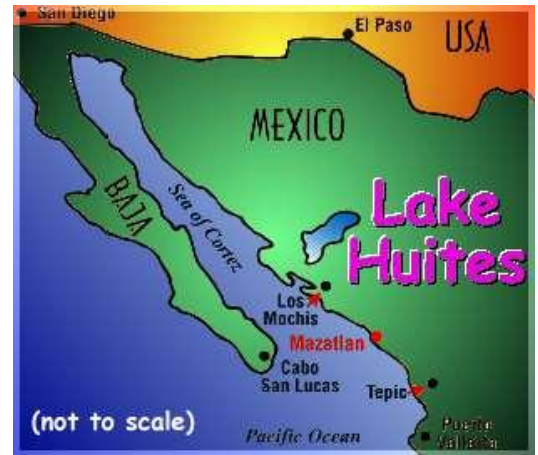 San Diego
El Paso
USA
MEXICO
BAJA
Sea of Cortez
Lake
Huites
Los
Mochis
Mazatlan
Cabo
San Lucas
Tepic
(not to scale)
Pacific Ocean
Puerto
Vallarta